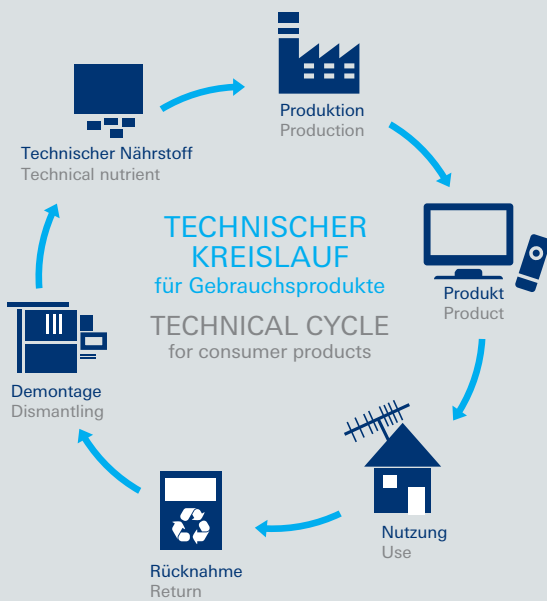 Produktion
Production
Technischer Nährstoff
Technical nutrient
TECHNISCHER
KREISLAUF
für Gebrauchsprodukte
TECHNICAL CYCLE
for consumer products
Produkt
Product
Demontage
Dismantling
Nutzung
Use
Rücknahme
Return